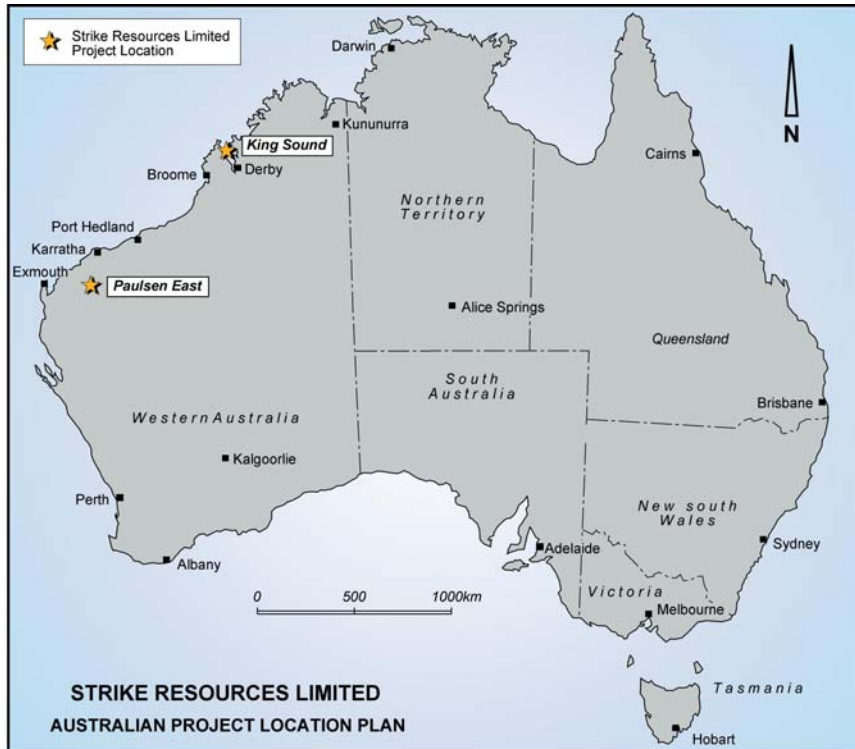 Strike Resources Limited
Project Location
Darwin
N
Kununurra
King Sound
Derby
Broome
Cairns
Northern
Territory
Port Hedland
Karratha
Exmouth
Paulsen East
Alice Springs
Queensland
South
Australia
Western Australia
Brisbane
Kalgoorlie
Perth
New south
Wales
Sydney
Adelaide
Albany
Victoria
Melbourne
0 500 1000km
Tasmania
Hobart
STRIKE RESOURCES LIMITED
AUSTRALIAN PROJECT LOCATION PLAN